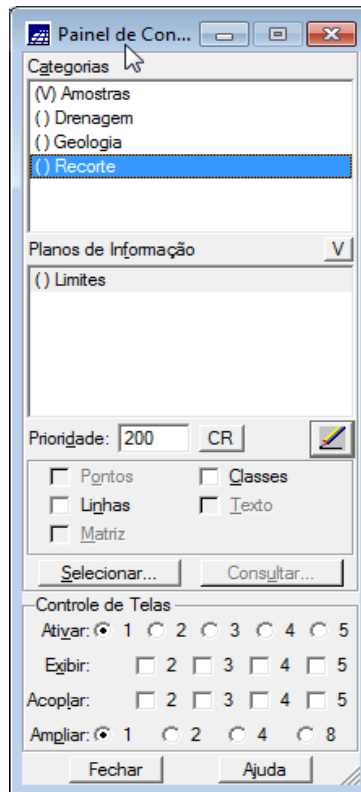 Painel de Con...
Categorias
(V) Amostras
( ) Drenagem
( ) Geologia
( ) Recorte
Planos de Informação V
( ) Limites
Prioridade: 200 CR
Pontos Classes
Linhas Texto
Matriz
Selecionar... Consultar...
Controle de Telas
Ativar: 1 2 3 4 5
Exibir: 2 3 4 5
Acoplar: 2 3 4 5
Ampliar: 1 2 4 8
Fechar Ajuda